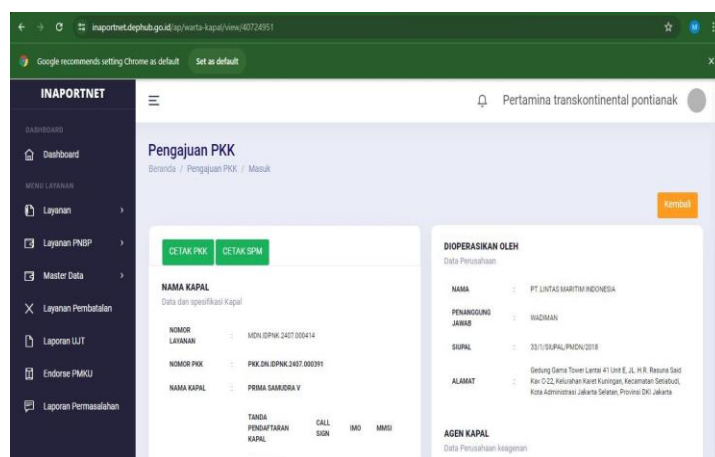 inaportnet.dephub.go.id/ap/warta-kapal/view/40724951
M
Google recommends setting Chrome as default
Set as default
INAPORTNET
Pertamina transkontinental pontianak
DASHBOARD
Dashboard
MENU LAYANAN
Layanan
Layanan PNBP
Master Data
Layanan Pembatalan
Laporan UJT
Endorse PMKU
Laporan Permasalahan
Pengajuan PKK
Beranda / Pengajuan PKK / Masuk
Kembali
CETAK PKK
CETAK SPM
NAMA KAPAL
Data dan spesifikasi Kapal
NOMOR LAYANAN : MDN.IDPNK.2407.000414
NOMOR PKK : PKK.DN.IDPNK.2407.000391
NAMA KAPAL : PRIMA SAMUDRA V
TANDA PENDAFTARAN KAPAL
CALL SIGN
IMO
MMSI
DIOPERASIKAN OLEH
Data Perusahaan
NAMA : PT. LINTAS MARITIM INDONESIA
PENANGGUNG JAWAB : WADIMAN
SIUPAL : 33/1/SIUPAL/PMDN/2018
ALAMAT : Gedung Gama Tower Lantai 41 Unit E, JL. H.R. Rasuna Said
Kav C-22, Kelurahan Karet Kuningan, Kecamatan Setiabudi,
Kota Administrasi Jakarta Selatan, Provinsi DKI Jakarta
AGEN KAPAL
Data Perusahaan keagenan